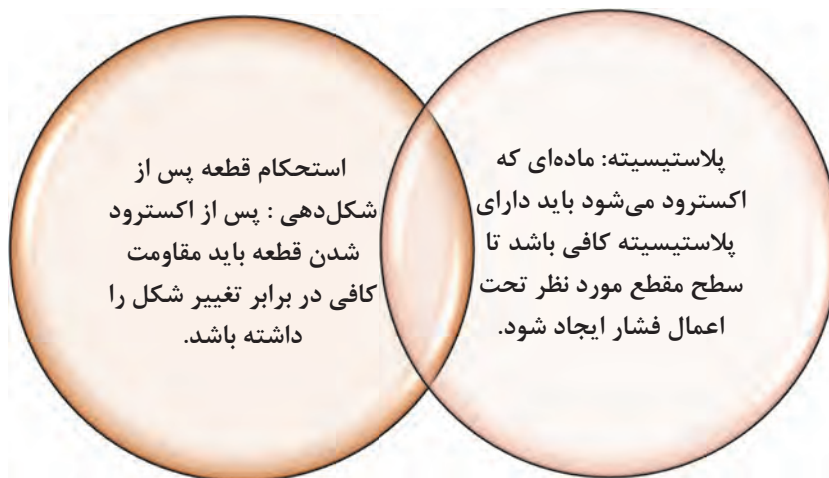 پلاستیسیته: ماده‌ای که
اکسترود می‌شود باید دارای
پلاستیسیته کافی باشد تا
سطح مقطع مورد نظر تحت
اعمال فشار ایجاد شود.
استحکام قطعه پس از
شکل‌دهی : پس از اکسترود
شدن قطعه باید مقاومت
کافی در برابر تغییر شکل را
داشته باشد.